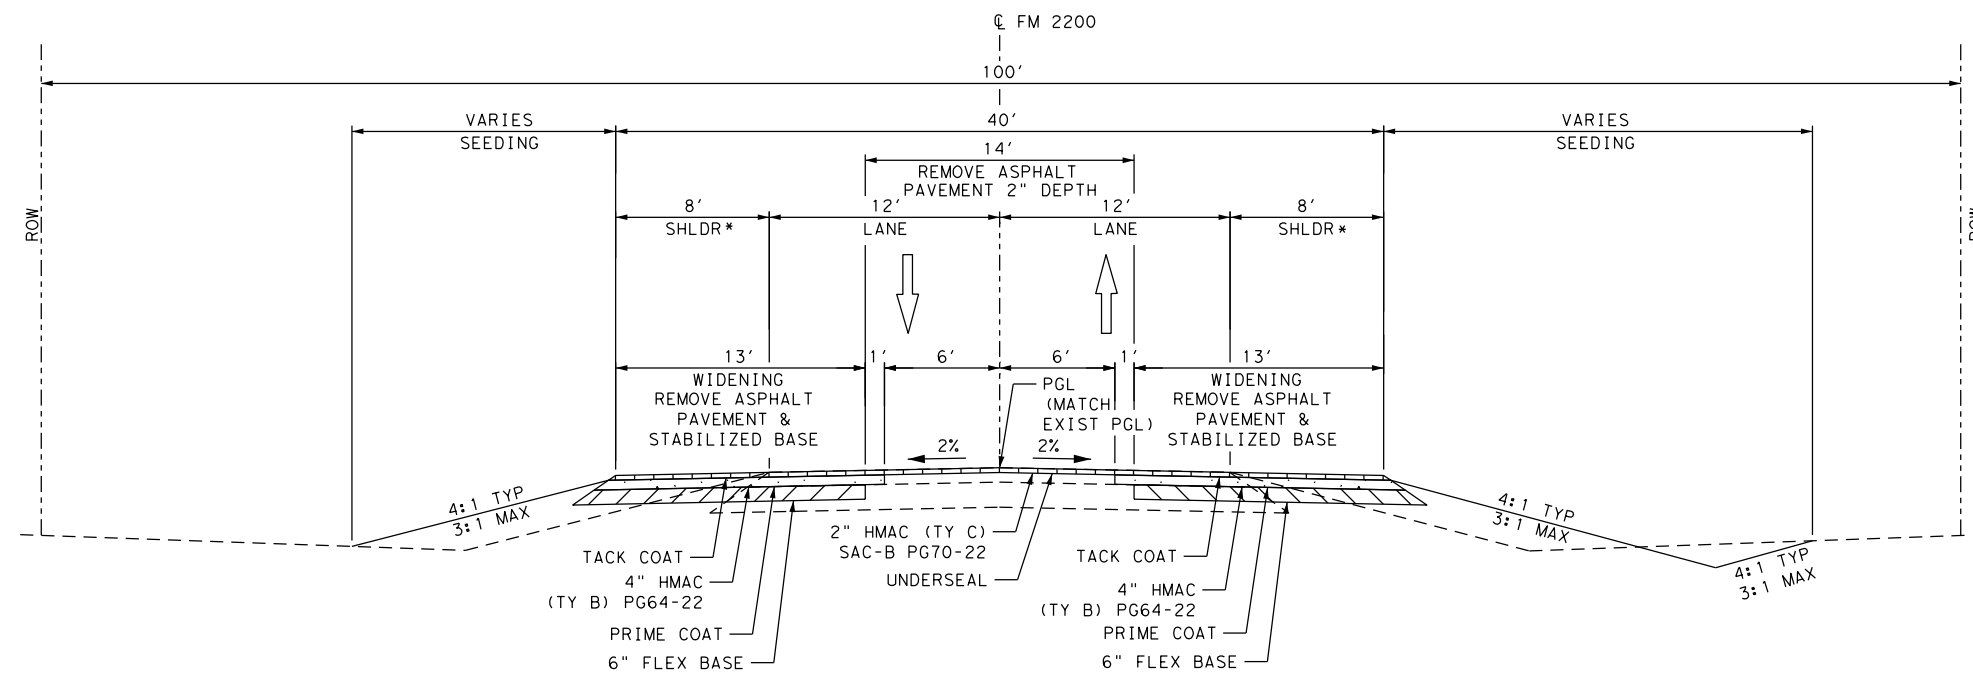 ℄ FM 2200
100'
VARIES
SEEDING
40'
VARIES
SEEDING
14'
REMOVE ASPHALT
PAVEMENT 2" DEPTH
8'
SHLDR*
12'
LANE
12'
LANE
8'
SHLDR*
ROW
ROW
13'
WIDENING
REMOVE ASPHALT
PAVEMENT &
STABILIZED BASE
1'
6'
6'
1'
13'
WIDENING
REMOVE ASPHALT
PAVEMENT &
STABILIZED BASE
PGL
(MATCH
EXIST PGL)
2%
2%
4:1 TYP
3:1 MAX
4:1 TYP
3:1 MAX
4:1 TYP
3:1 MAX
TACK COAT
4" HMAC
(TY B) PG64-22
PRIME COAT
6" FLEX BASE
2" HMAC (TY C)
SAC-B PG70-22
UNDERSEAL
TACK COAT
4" HMAC
(TY B) PG64-22
PRIME COAT
6" FLEX BASE